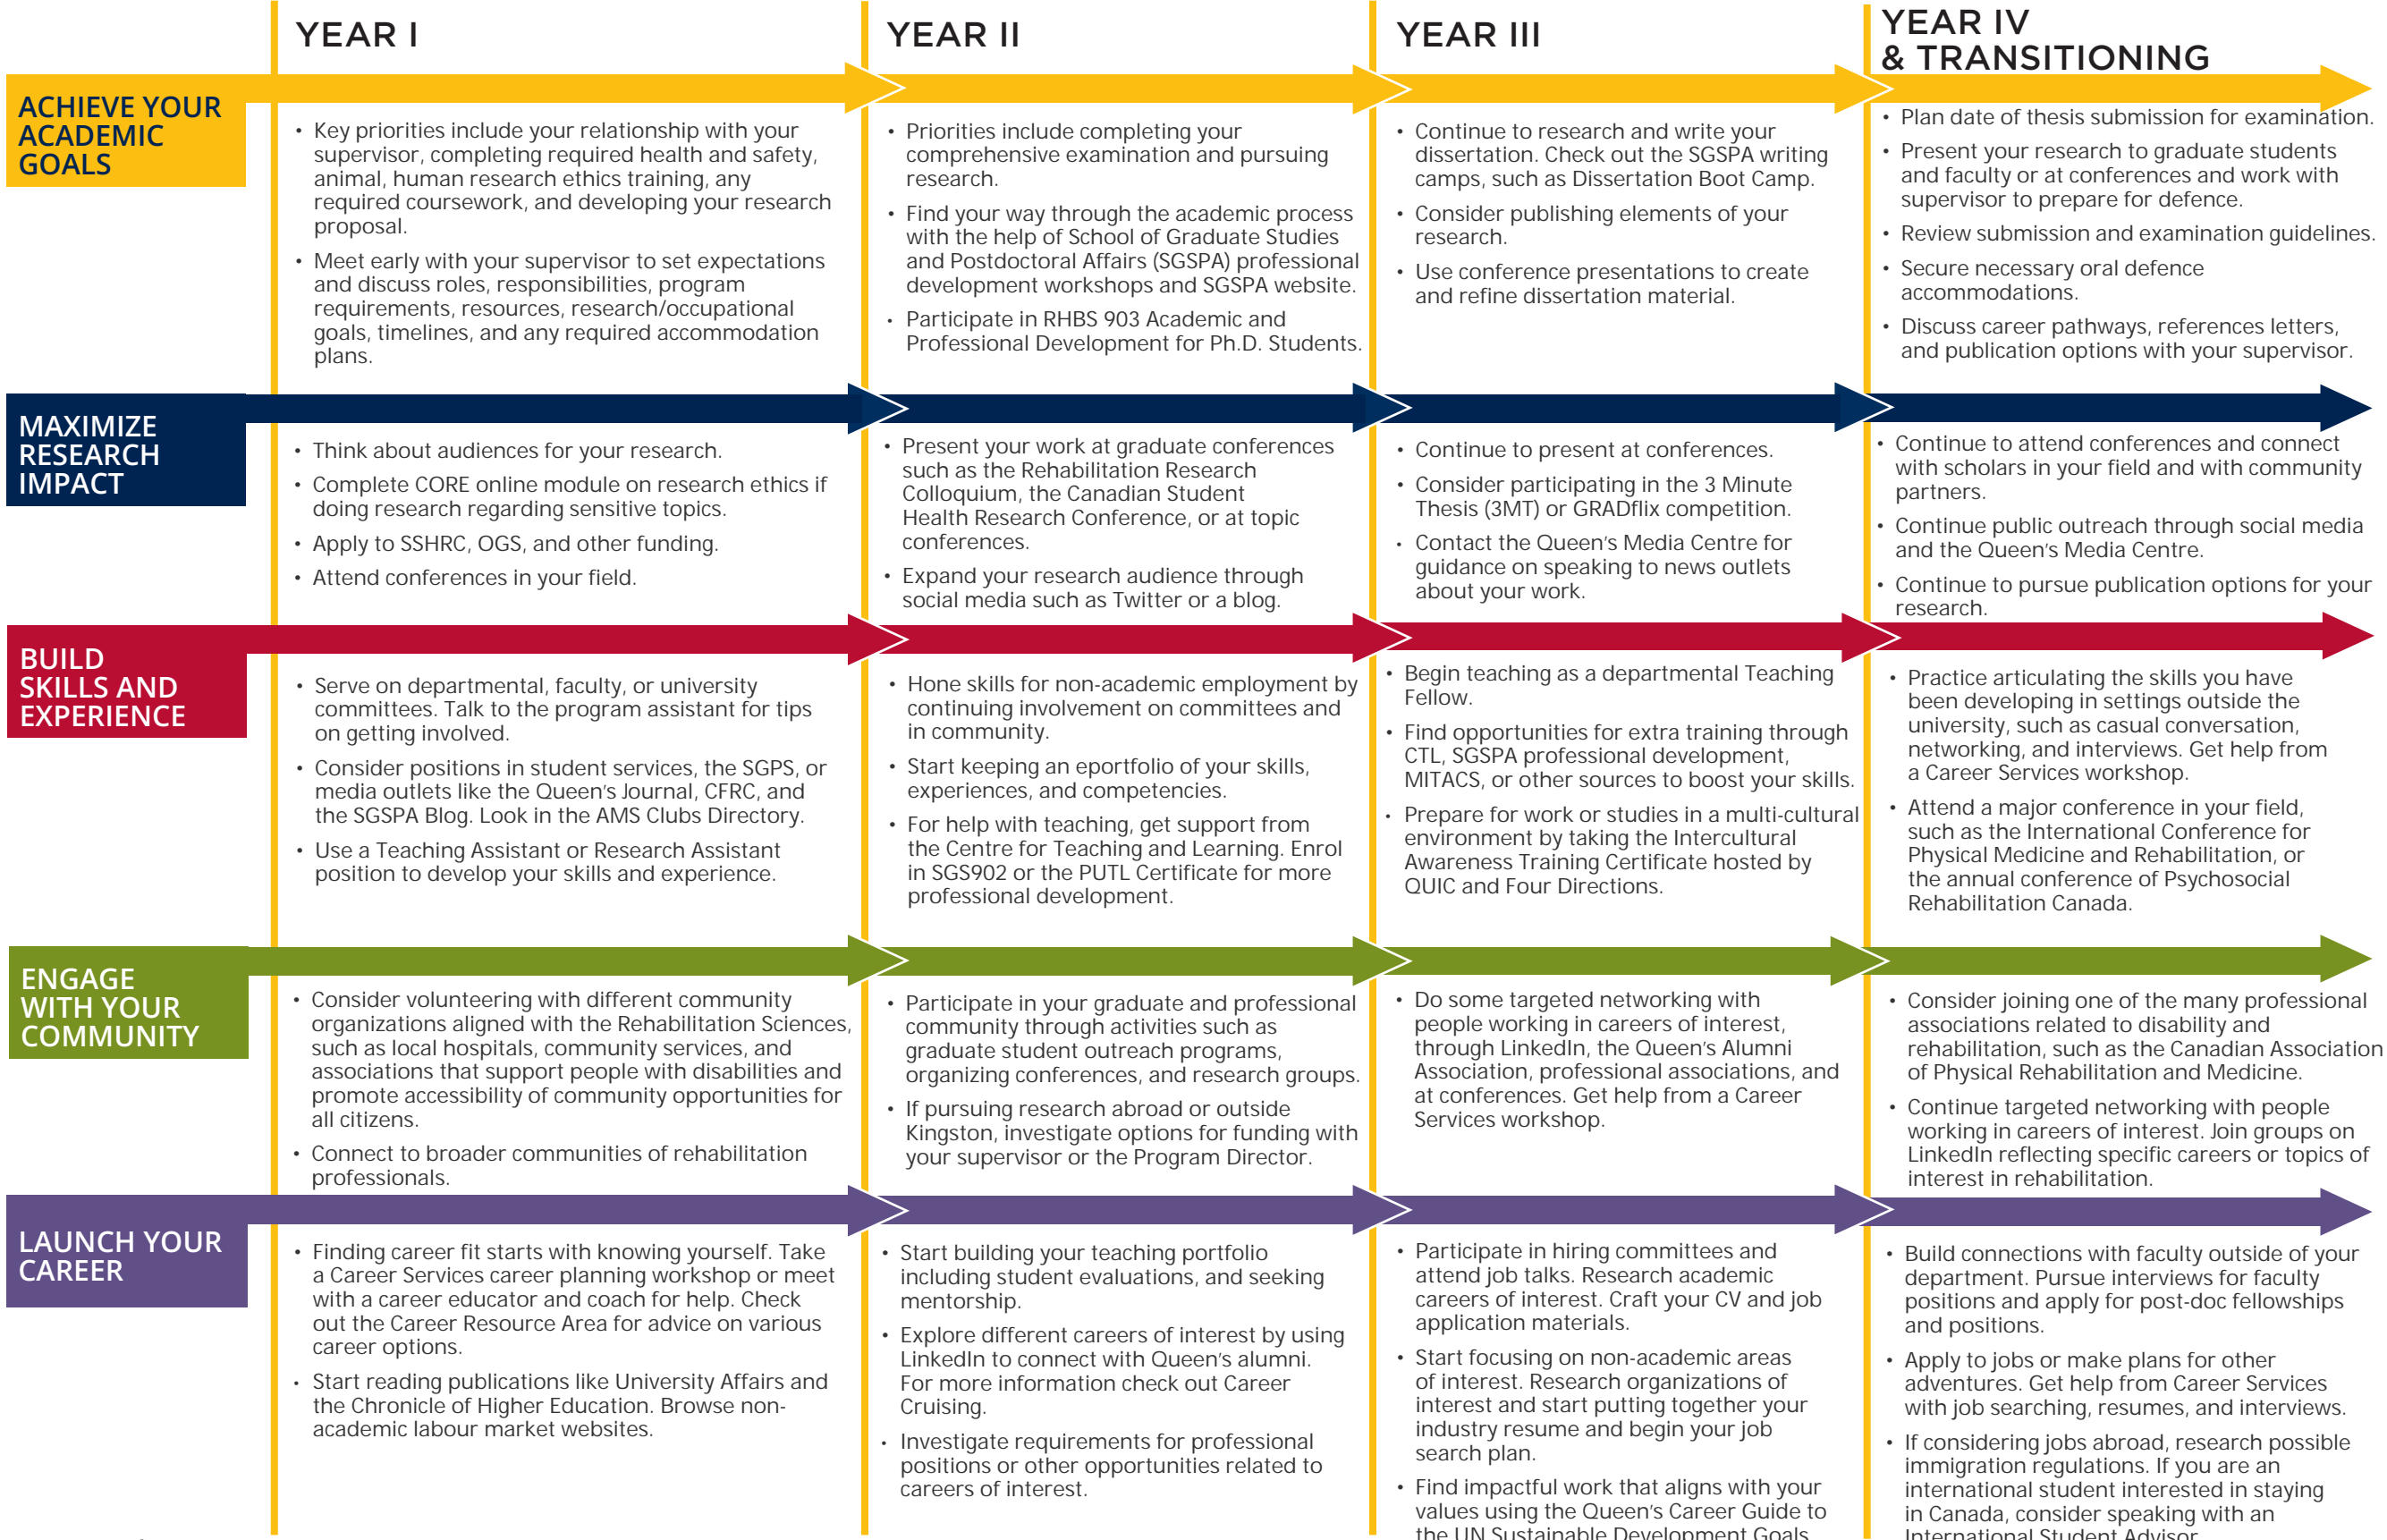 YEAR I
YEAR II
YEAR III
YEAR IV
& TRANSITIONING
ACHIEVE YOUR
ACADEMIC
GOALS
• Key priorities include your relationship with your
supervisor, completing required health and safety,
animal, human research ethics training, any
required coursework, and developing your research
proposal.
• Meet early with your supervisor to set expectations
and discuss roles, responsibilities, program
requirements, resources, research/occupational
goals, timelines, and any required accommodation
plans.
• Priorities include completing your
comprehensive examination and pursuing
research.
• Find your way through the academic process
with the help of School of Graduate Studies
and Postdoctoral Affairs (SGSPA) professional
development workshops and SGSPA website.
• Participate in RHBS 903 Academic and
Professional Development for Ph.D. Students.
• Continue to research and write your
dissertation. Check out the SGSPA writing
camps, such as Dissertation Boot Camp.
• Consider publishing elements of your
research.
• Use conference presentations to create
and refine dissertation material.
• Plan date of thesis submission for examination.
• Present your research to graduate students
and faculty or at conferences and work with
supervisor to prepare for defence.
• Review submission and examination guidelines.
• Secure necessary oral defence
accommodations.
• Discuss career pathways, references letters,
and publication options with your supervisor.
MAXIMIZE
RESEARCH
IMPACT
• Think about audiences for your research.
• Complete CORE online module on research ethics if
doing research regarding sensitive topics.
• Apply to SSHRC, OGS, and other funding.
• Attend conferences in your field.
• Present your work at graduate conferences
such as the Rehabilitation Research
Colloquium, the Canadian Student
Health Research Conference, or at topic
conferences.
• Expand your research audience through
social media such as Twitter or a blog.
• Continue to present at conferences.
• Consider participating in the 3 Minute
Thesis (3MT) or GRADflix competition.
• Contact the Queen's Media Centre for
guidance on speaking to news outlets
about your work.
• Continue to attend conferences and connect
with scholars in your field and with community
partners.
• Continue public outreach through social media
and the Queen's Media Centre.
• Continue to pursue publication options for your
research.
BUILD
SKILLS AND
EXPERIENCE
• Serve on departmental, faculty, or university
committees. Talk to the program assistant for tips
on getting involved.
• Consider positions in student services, the SGPS, or
media outlets like the Queen's Journal, CFRC, and
the SGSPA Blog. Look in the AMS Clubs Directory.
• Use a Teaching Assistant or Research Assistant
position to develop your skills and experience.
• Hone skills for non-academic employment by
continuing involvement on committees and
in community.
• Start keeping an eportfolio of your skills,
experiences, and competencies.
• For help with teaching, get support from
the Centre for Teaching and Learning. Enrol
in SGS902 or the PUTL Certificate for more
professional development.
• Begin teaching as a departmental Teaching
Fellow.
• Find opportunities for extra training through
CTL, SGSPA professional development,
MITACS, or other sources to boost your skills.
• Prepare for work or studies in a multi-cultural
environment by taking the Intercultural
Awareness Training Certificate hosted by
QUIC and Four Directions.
• Practice articulating the skills you have
been developing in settings outside the
university, such as casual conversation,
networking, and interviews. Get help from
a Career Services workshop.
• Attend a major conference in your field,
such as the International Conference for
Physical Medicine and Rehabilitation, or
the annual conference of Psychosocial
Rehabilitation Canada.
ENGAGE
WITH YOUR
COMMUNITY
• Consider volunteering with different community
organizations aligned with the Rehabilitation Sciences,
such as local hospitals, community services, and
associations that support people with disabilities and
promote accessibility of community opportunities for
all citizens.
• Connect to broader communities of rehabilitation
professionals.
• Participate in your graduate and professional
community through activities such as
graduate student outreach programs,
organizing conferences, and research groups.
• If pursuing research abroad or outside
Kingston, investigate options for funding with
your supervisor or the Program Director.
• Do some targeted networking with
people working in careers of interest,
through LinkedIn, the Queen's Alumni
Association, professional associations, and
at conferences. Get help from a Career
Services workshop.
• Consider joining one of the many professional
associations related to disability and
rehabilitation, such as the Canadian Association
of Physical Rehabilitation and Medicine.
• Continue targeted networking with people
working in careers of interest. Join groups on
LinkedIn reflecting specific careers or topics of
interest in rehabilitation.
LAUNCH YOUR
CAREER
• Finding career fit starts with knowing yourself. Take
a Career Services career planning workshop or meet
with a career educator and coach for help. Check
out the Career Resource Area for advice on various
career options.
• Start reading publications like University Affairs and
the Chronicle of Higher Education. Browse non-
academic labour market websites.
• Start building your teaching portfolio
including student evaluations, and seeking
mentorship.
• Explore different careers of interest by using
LinkedIn to connect with Queen's alumni.
For more information check out Career
Cruising.
• Investigate requirements for professional
positions or other opportunities related to
careers of interest.
• Participate in hiring committees and
attend job talks. Research academic
careers of interest. Craft your CV and job
application materials.
• Start focusing on non-academic areas
of interest. Research organizations of
interest and start putting together your
industry resume and begin your job
search plan.
• Find impactful work that aligns with your
values using the Queen's Career Guide to
the UN Sustainable Development Goals
• Build connections with faculty outside of your
department. Pursue interviews for faculty
positions and apply for post-doc fellowships
and positions.
• Apply to jobs or make plans for other
adventures. Get help from Career Services
with job searching, resumes, and interviews.
• If considering jobs abroad, research possible
immigration regulations. If you are an
international student interested in staying
in Canada, consider speaking with an
International Student Advisor